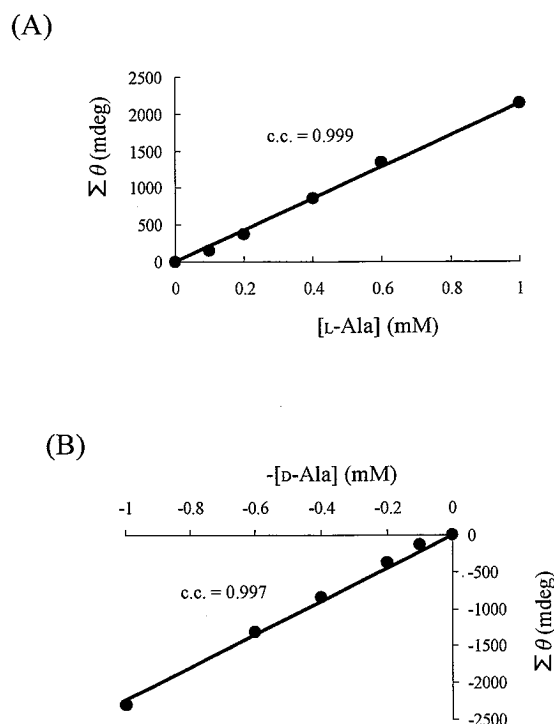 (A)
2500
2000
1500
1000
500
0
Σ θ (mdeg)
c.c. = 0.999
0 0.2 0.4 0.6 0.8 1
[L-Ala] (mM)
(B)
-[D-Ala] (mM)
-1 -0.8 -0.6 -0.4 -0.2 0
0
-500
-1000
-1500
-2000
-2500
c.c. = 0.997
Σ θ (mdeg)